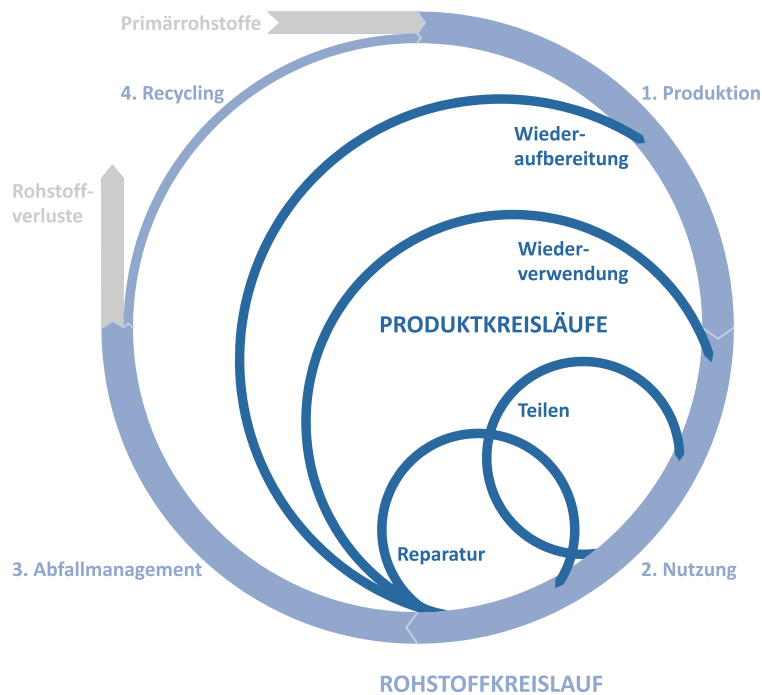 Primärrohstoffe
4. Recycling
1. Produktion
Wieder-
aufbereitung
Rohstoff-
verluste
Wieder-
verwendung
PRODUKTKREISLÄUFE
Teilen
Reparatur
3. Abfallmanagement
2. Nutzung
ROHSTOFFKREISLAUF